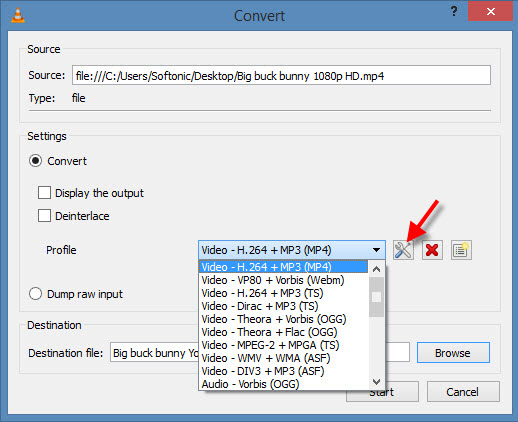 Convert
?
Source
Source: file:///C:/Users/Softonic/Desktop/Big buck bunny 1080p HD.mp4
Type: file
Settings
Convert
Display the output
Deinterlace
Profile Video - H.264 + MP3 (MP4)
Video - H.264 + MP3 (MP4)
Video - VP80 + Vorbis (Webm)
Video - H.264 + MP3 (TS)
Video - Dirac + MP3 (TS)
Video - Theora + Vorbis (OGG)
Video - Theora + Flac (OGG)
Video - MPEG-2 + MPGA (TS)
Video - WMV + WMA (ASF)
Video - DIV3 + MP3 (ASF)
Audio - Vorbis (OGG)
Dump raw input
Destination
Destination file: Big buck bunny Browse
Start Cancel